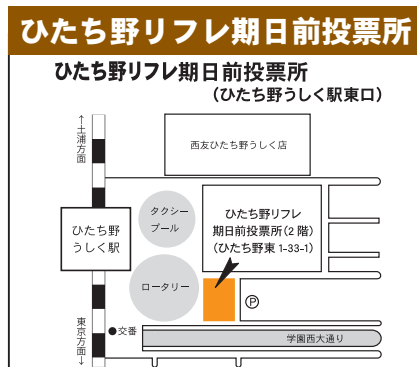 ひたち野リフレ期日前投票所
ひたち野リフレ期日前投票所
(ひたち野うしく駅東口)
←土浦方面
西友ひたち野うしく店
タクシー
プール
ひたち野リフレ
期日前投票所(2階)
(ひたち野東1-33-1)
ひたち野
うしく駅
ロータリー
P
●交番
学園西大通り
東京方面→